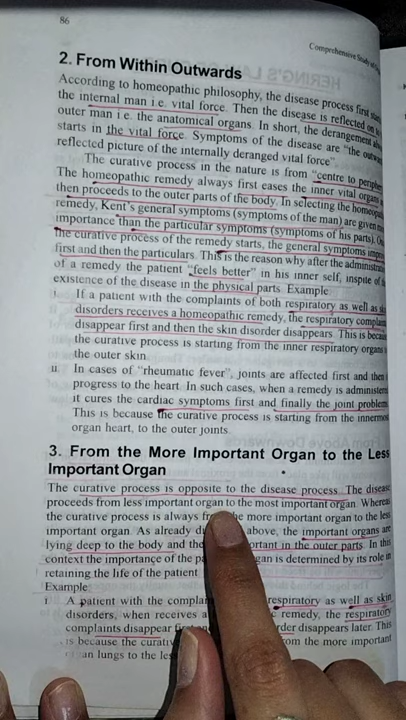 86
Comprehensive Study of
2. From Within Outwards
According to homeopathic philosophy, the disease process first
the internal man i.e. vital force. Then the disease is reflected on
outer man i.e. the anatomical organs. In short, the derangement
starts in the vital force. Symptoms of the disease are "the
reflected picture of the internally deranged vital force".
The curative process in the nature is from "centre to
The homeopathic remedy always first eases the inner vital
then proceeds to the outer parts of the body. In selecting the
remedy, Kent's general symptoms (symptoms of the man) are given
importance than the particular symptoms (symptoms of his parts).
the curative process of the remedy starts, the general symptoms
first and then the particulars. This is the reason why after the
of a remedy the patient "feels better" in his inner self, inspite of
existence of the disease in the physical parts. Example
i. If a patient with the complaints of both respiratory as well as
disorders receives a homeopathic remedy, the respiratory
disappear first and then the skin disorder disappears. This is
the curative process is starting from the inner respiratory organs
the outer skin.
ii. In cases of "rheumatic fever", joints are affected first and then
progress to the heart. In such cases, when a remedy is
it cures the cardiac symptoms first and finally the joint
This is because the curative process is starting from the
organ heart, to the outer joints.
3. From the More Important Organ to the Less
Important Organ
The curative process is opposite to the disease process. The disease
proceeds from less important organ to the most important organ. Whereas
the curative process is always the more important organ to the less
important organ. As already above, the important organs are
lying deep to the body and in the outer parts. In this
context the importance of the is determined by its role in
retaining the life of the patient.
Example:
i. A patient with the respiratory as well as skin
disorders, when receives a remedy, the respiratory
complaints disappear disappears later. This
is because the from the more important
lungs to the